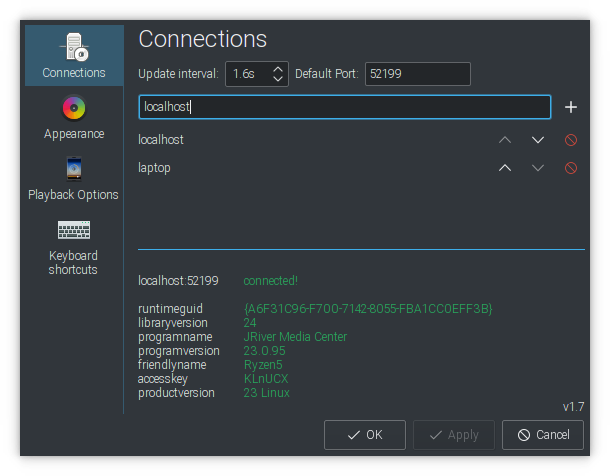 Connections
Connections
Update interval: 1.6s Default Port: 52199
localhost
localhost
Appearance
laptop
Playback Options
Keyboard
shortcuts
localhost:52199 connected!
runtimeguid {A6F31C96-F700-7142-8055-FBA1CC0EFF3B}
libraryversion 24
programname JRiver Media Center
programversion 23.0.95
friendlyname Ryzen5
accesskey KLnUCX
productversion 23 Linux
v1.7
OK Apply Cancel